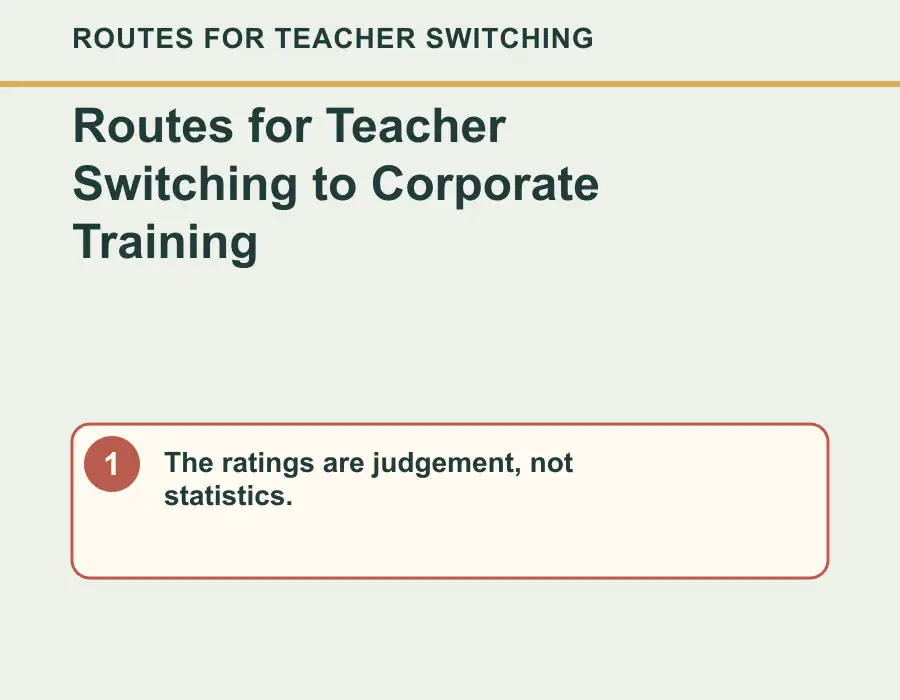 ROUTES FOR TEACHER SWITCHING
Routes for Teacher
Switching to Corporate
Training
1
The ratings are judgement, not
statistics.